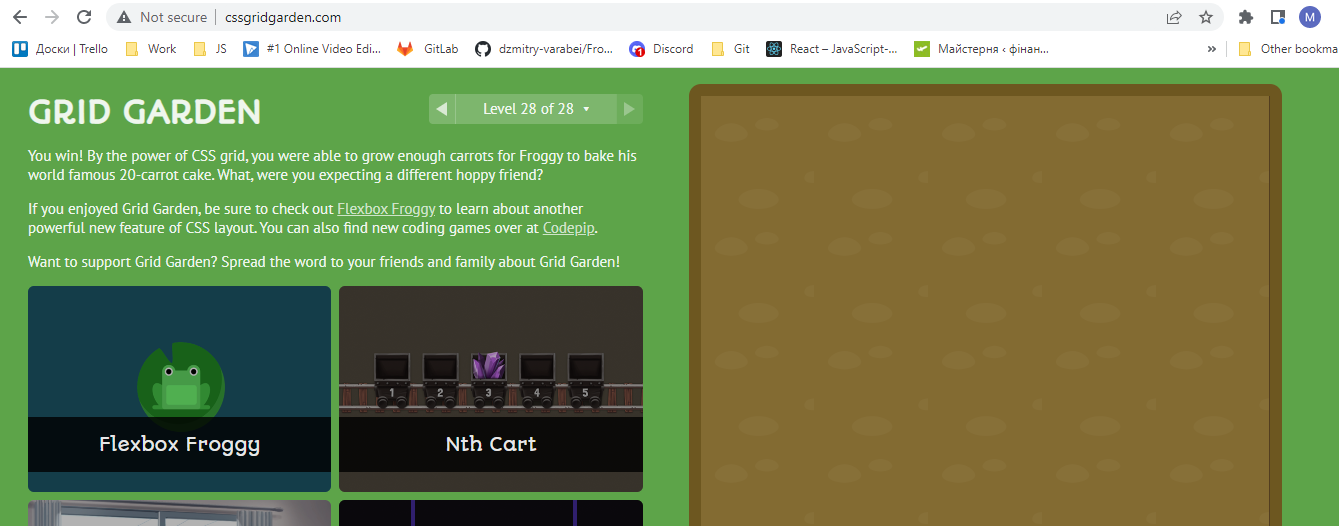 Not secure | cssgridgarden.com M
Доски | Trello Work JS #1 Online Video Edi... GitLab dzmitry-varabei/Fro... Discord Git React – JavaScript-... Майстерня ‹ фінан... » Other bookma
GRID GARDEN
Level 28 of 28
You win! By the power of CSS grid, you were able to grow enough carrots for Froggy to bake his
world famous 20-carrot cake. What, were you expecting a different hoppy friend?
If you enjoyed Grid Garden, be sure to check out Flexbox Froggy to learn about another
powerful new feature of CSS layout. You can also find new coding games over at Codepip.
Want to support Grid Garden? Spread the word to your friends and family about Grid Garden!
1 2 3 4 5
Flexbox Froggy
Nth Cart